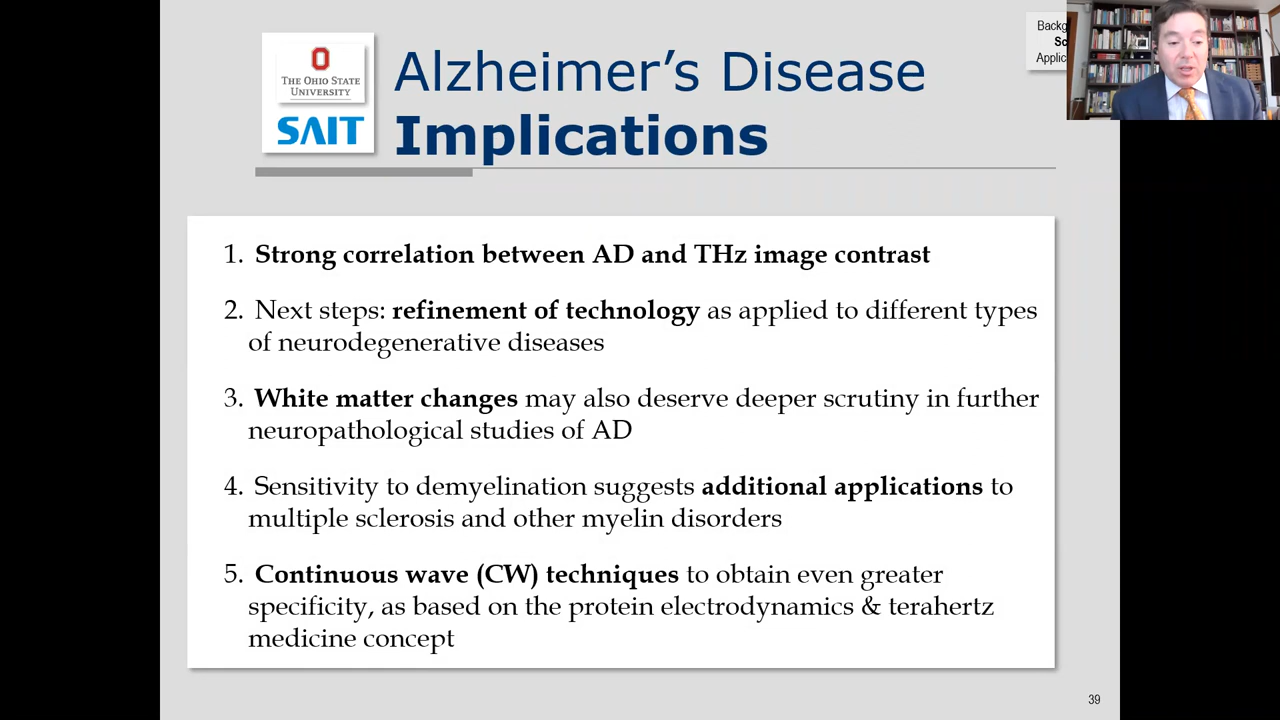 THE OHIO STATE
UNIVERSITY
SAIT
Alzheimer's Disease
Implications
1. Strong correlation between AD and THz image contrast
2. Next steps: refinement of technology as applied to different types
of neurodegenerative diseases
3. White matter changes may also deserve deeper scrutiny in further
neuropathological studies of AD
4. Sensitivity to demyelination suggests additional applications to
multiple sclerosis and other myelin disorders
5. Continuous wave (CW) techniques to obtain even greater
specificity, as based on the protein electrodynamics & terahertz
medicine concept
39